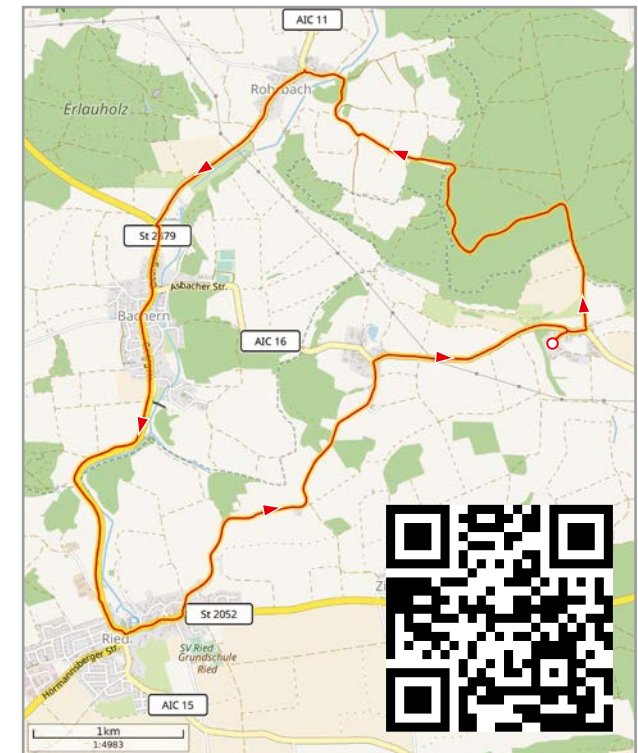 AIC 11
Rohrbach
Erlauholz
St 2379
Asbacher Str.
Bachern
AIC 16
St 2052
Ried
SV Ried
Grundschule
Ried
Hörmannsberger Str.
AIC 15
1km
1:4983